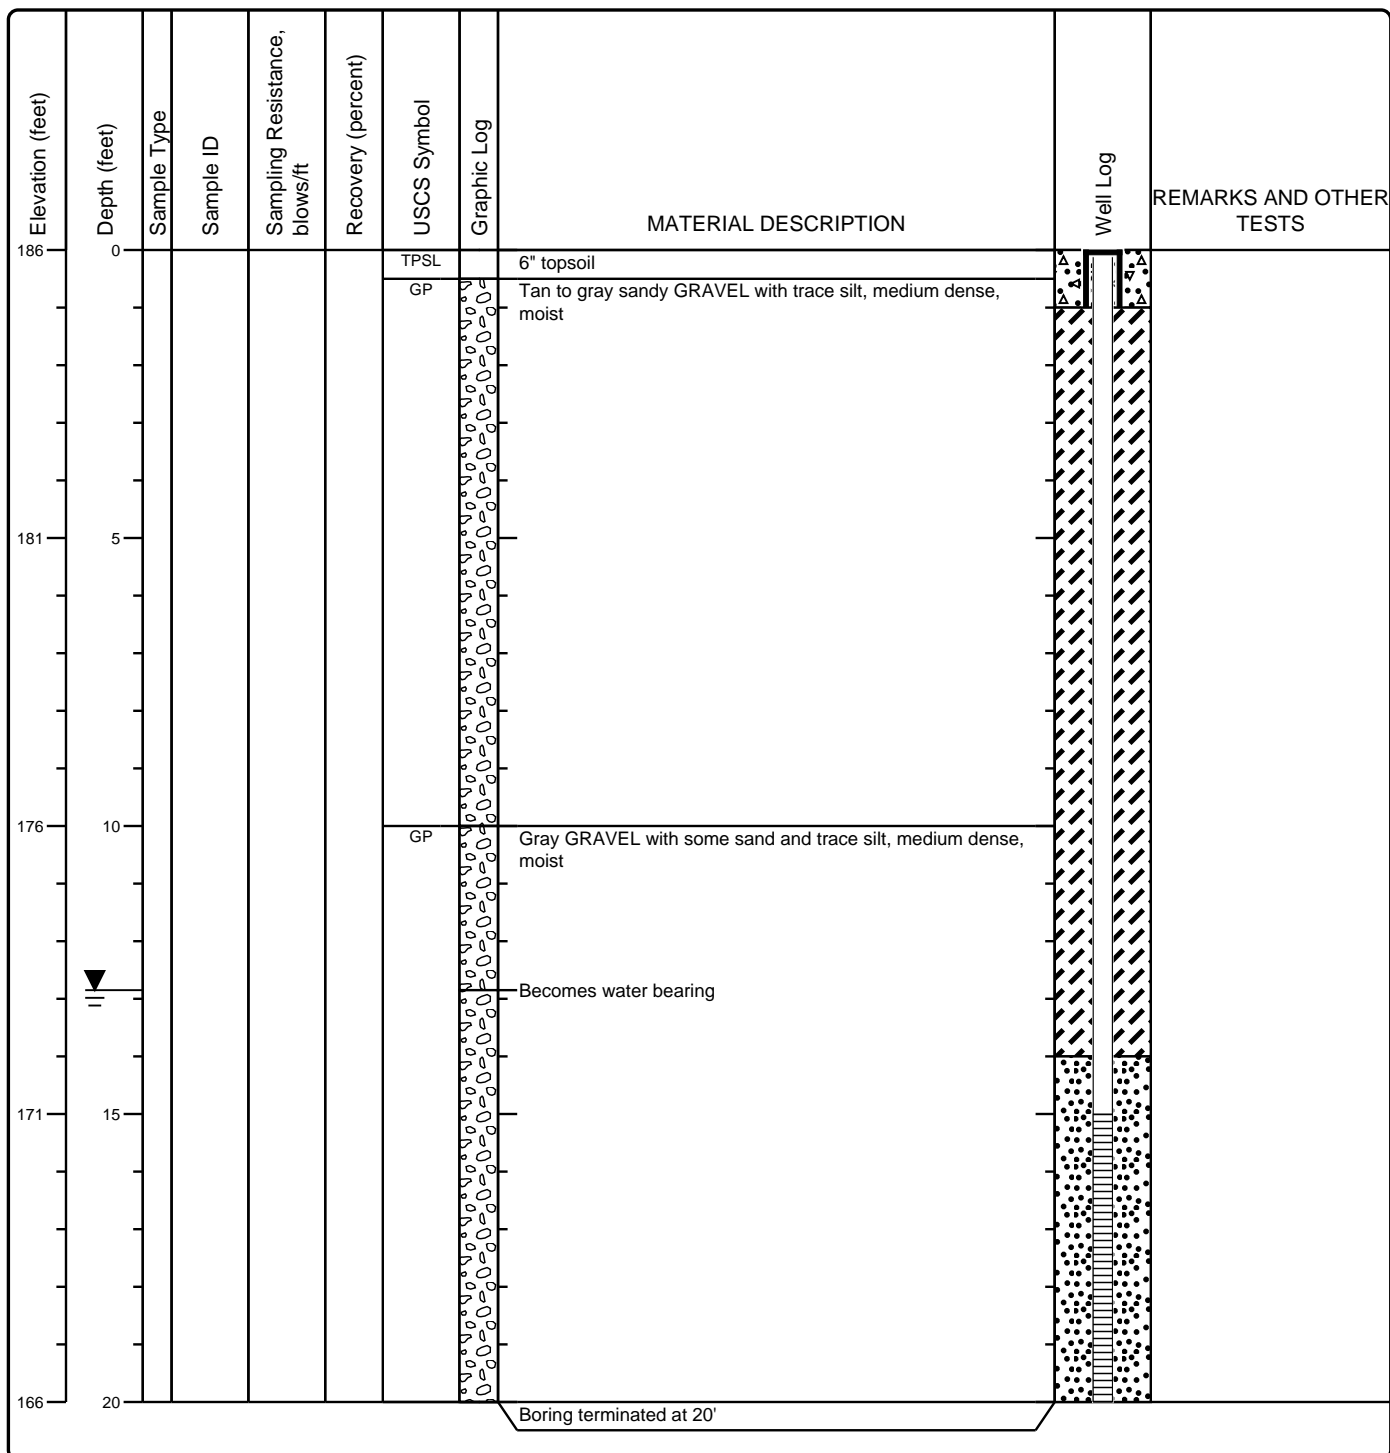 Elevation (feet)
Depth (feet)
Sample Type
Sample ID
Sampling Resistance,
blows/ft
Recovery (percent)
USCS Symbol
Graphic Log
MATERIAL DESCRIPTION
Well Log
REMARKS AND OTHER
TESTS
186 0
TPSL 6" topsoil
GP Tan to gray sandy GRAVEL with trace silt, medium dense,
moist
181 5
176 10
GP Gray GRAVEL with some sand and trace silt, medium dense,
moist
Becomes water bearing
171 15
166 20
Boring terminated at 20'